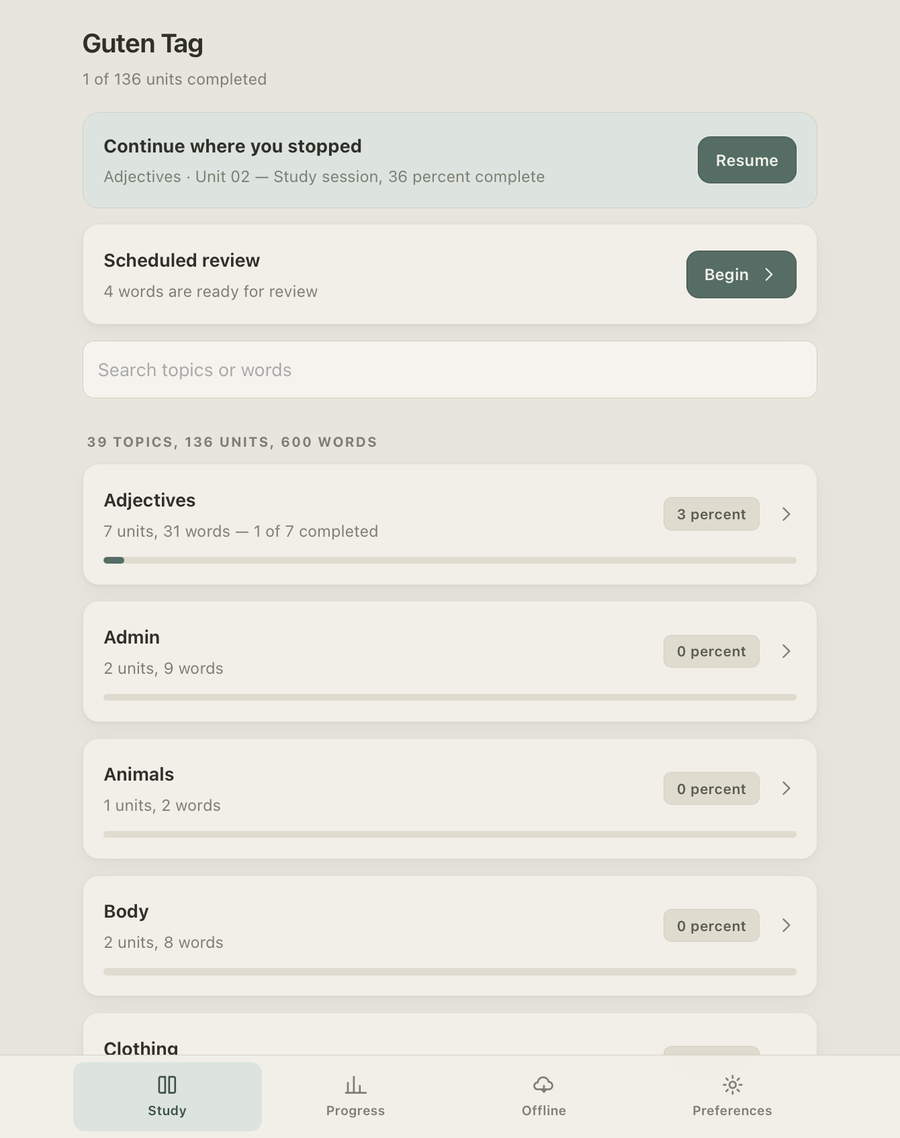 Guten Tag
1 of 136 units completed
Continue where you stopped
Adjectives · Unit 02 — Study session, 36 percent complete
Resume
Scheduled review
4 words are ready for review
Begin
Search topics or words
39 TOPICS, 136 UNITS, 600 WORDS
Adjectives
7 units, 31 words — 1 of 7 completed
3 percent
Admin
2 units, 9 words
0 percent
Animals
1 units, 2 words
0 percent
Body
2 units, 8 words
0 percent
Clothing
Study
Progress
Offline
Preferences